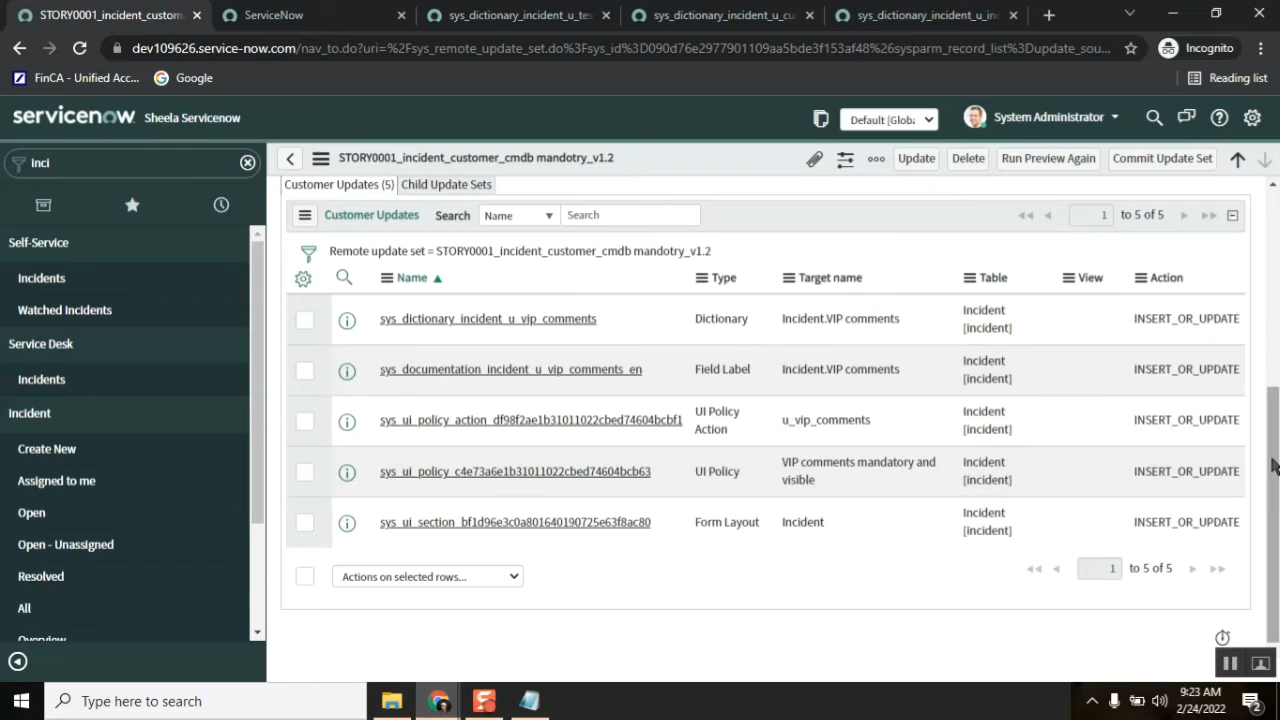 STORY0001_incident_custom
ServiceNow
sys_dictionary_incident_u_tes
sys_dictionary_incident_u_cu
sys_dictionary_incident_u_inc
dev109626.service-now.com/nav_to.do?uri=%2Fsys_remote_update_set.do%3Fsys_id%3D090d76e2977901109aa5bde3f153af48%26sysparm_record_list%3Dupdate_sou...
Incognito
FinCA - Unified Acc...
Google
Reading list
servicenow
Sheela Servicenow
Default [Globa
System Administrator
inci
STORY0001_incident_customer_cmdb mandotry_v1.2
Update
Delete
Run Preview Again
Commit Update Set
Self-Service
Incidents
Watched Incidents
Service Desk
Incidents
Incident
Create New
Assigned to me
Open
Open - Unassigned
Resolved
All
Overview
Customer Updates (5)
Child Update Sets
Customer Updates
Search
Name
Search
1 to 5 of 5
Remote update set = STORY0001_incident_customer_cmdb mandotry_v1.2
Name
Type
Target name
Table
View
Action
sys_dictionary_incident_u_vip_comments
Dictionary
Incident.VIP comments
Incident
[incident]
INSERT_OR_UPDATE
sys_documentation_incident_u_vip_comments_en
Field Label
Incident.VIP comments
Incident
[incident]
INSERT_OR_UPDATE
sys_ui_policy_action_df98f2ae1b31011022cbed74604bcbf1
UI Policy
Action
u_vip_comments
Incident
[incident]
INSERT_OR_UPDATE
sys_ui_policy_c4e73a6e1b31011022cbed74604bcb63
UI Policy
VIP comments mandatory and
visible
Incident
[incident]
INSERT_OR_UPDATE
sys_ui_section_bf1d96e3c0a801640190725e63f8ac80
Form Layout
Incident
Incident
[incident]
INSERT_OR_UPDATE
Actions on selected rows...
1 to 5 of 5
Type here to search
9:23 AM
2/24/2022
2